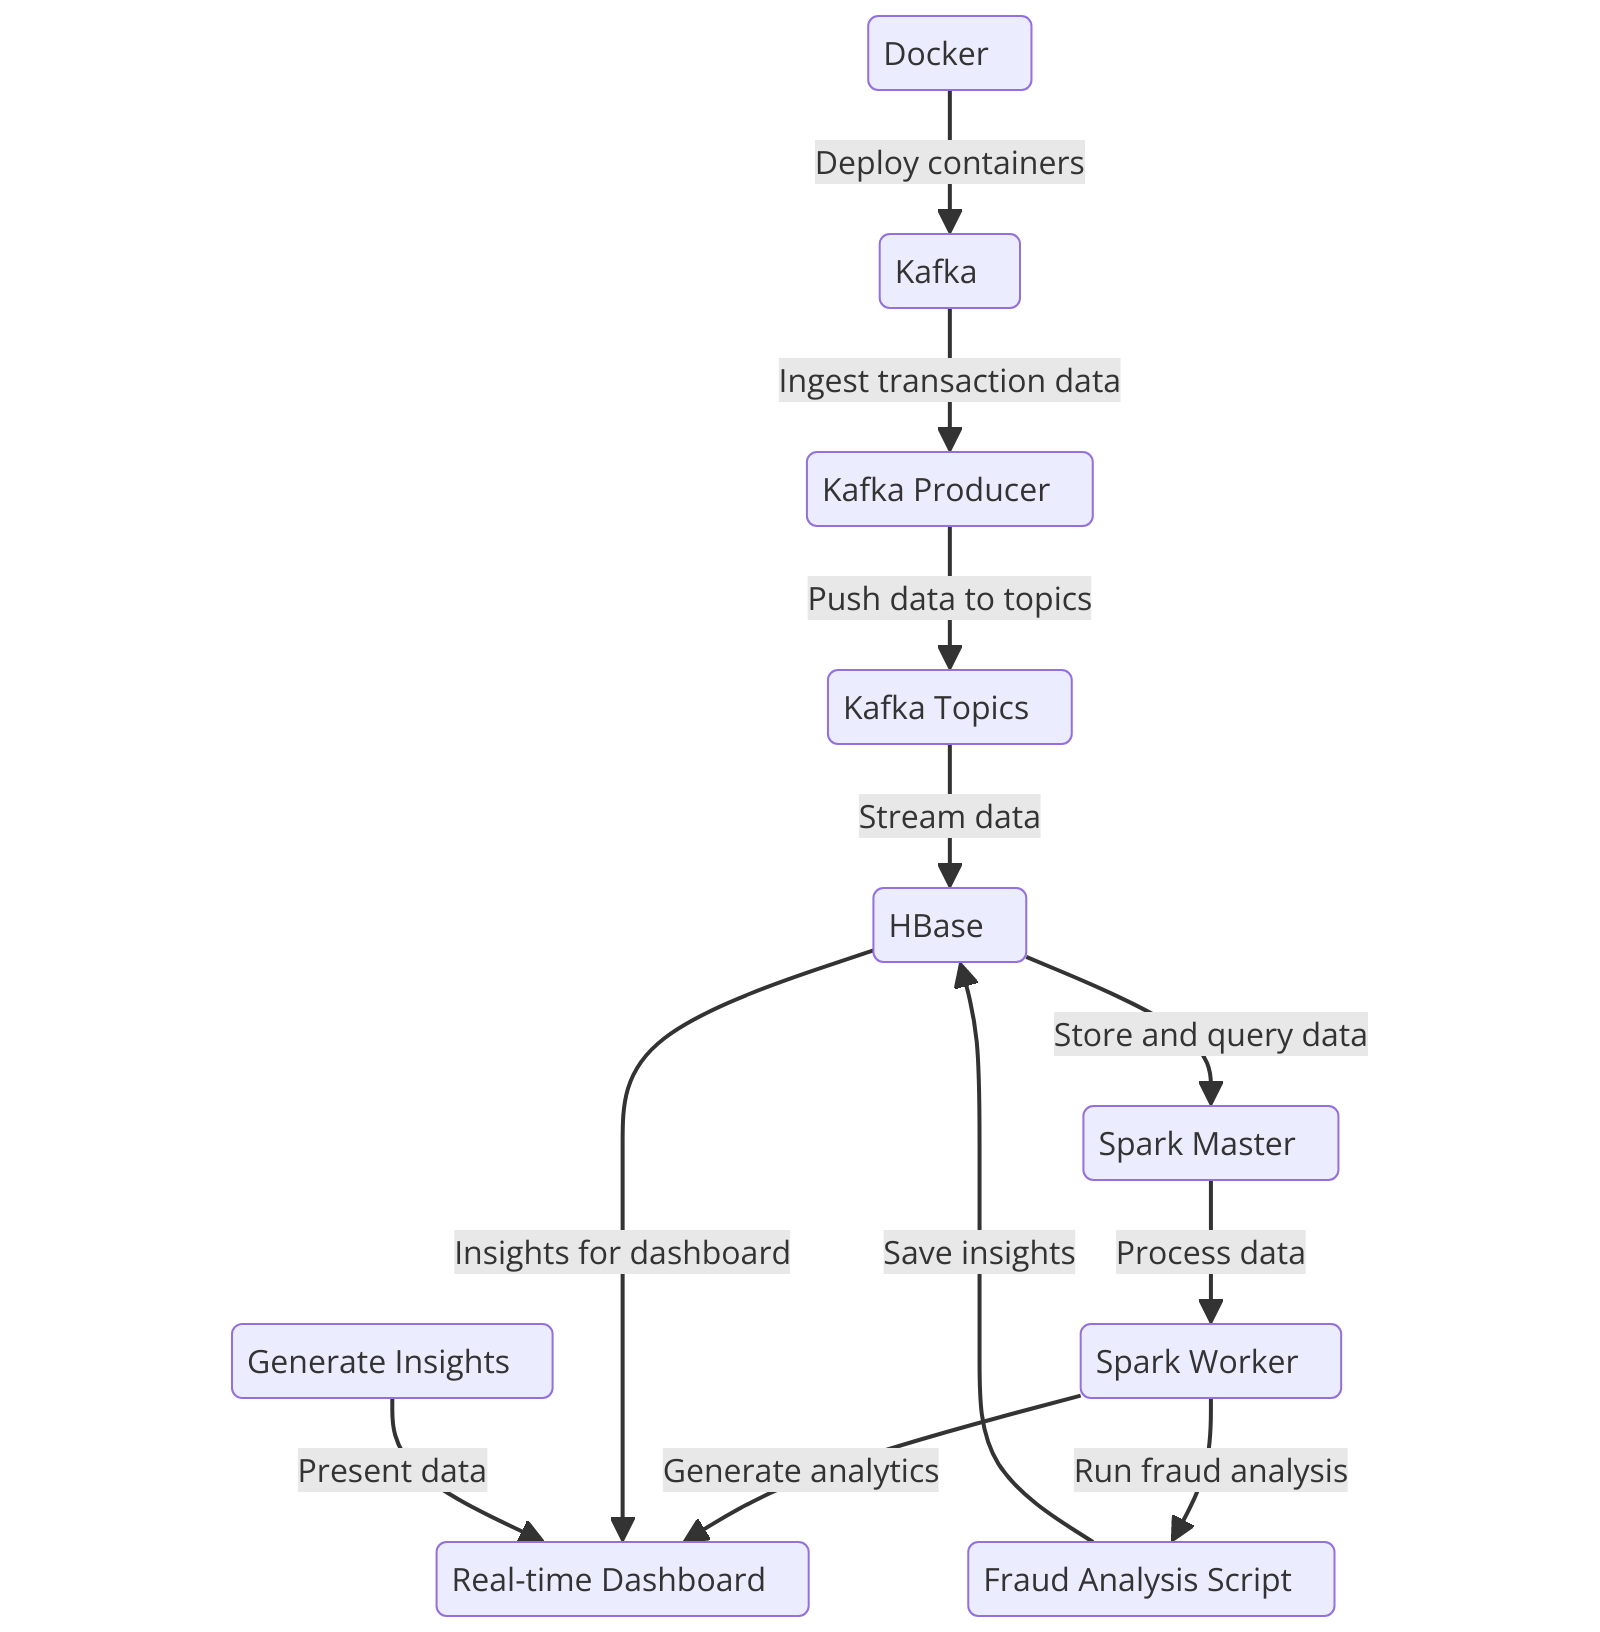 Docker
Deploy containers
Kafka
Ingest transaction data
Kafka Producer
Push data to topics
Kafka Topics
Stream data
HBase
Store and query data
Spark Master
Insights for dashboard
Save insights
Process data
Generate Insights
Spark Worker
Present data
Generate analytics
Run fraud analysis
Real-time Dashboard
Fraud Analysis Script